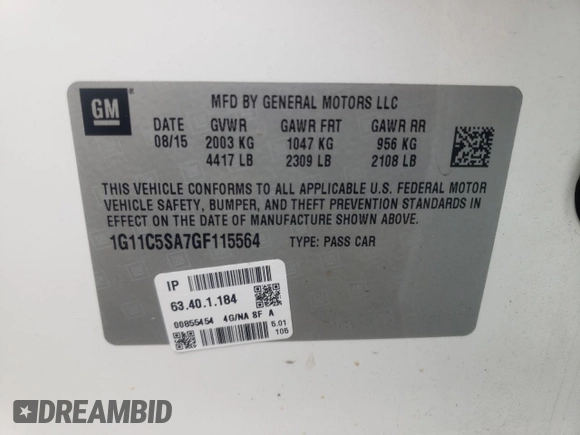 GM
MFD BY GENERAL MOTORS LLC
DATE GVWR GAWR FRT GAWR RR
08/15 2003 KG 1047 KG 956 KG
4417 LB 2309 LB 2108 LB
THIS VEHICLE CONFORMS TO ALL APPLICABLE U.S. FEDERAL MOTOR
VEHICLE SAFETY, BUMPER, AND THEFT PREVENTION STANDARDS IN
EFFECT ON THE DATE OF MANUFACTURE SHOWN ABOVE.
1G11C5SA7GF115564 TYPE: PASS CAR
IP
63.40.1.184
00855454 4G/NA 8F A
5.01
106
DREAMBID